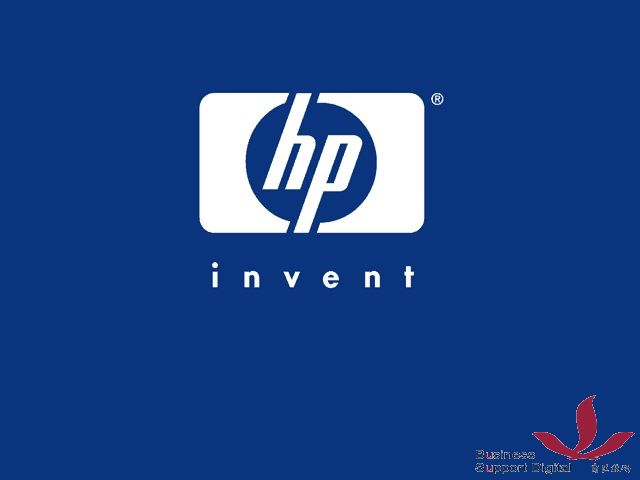 hp®
invent
Business
Support Digital